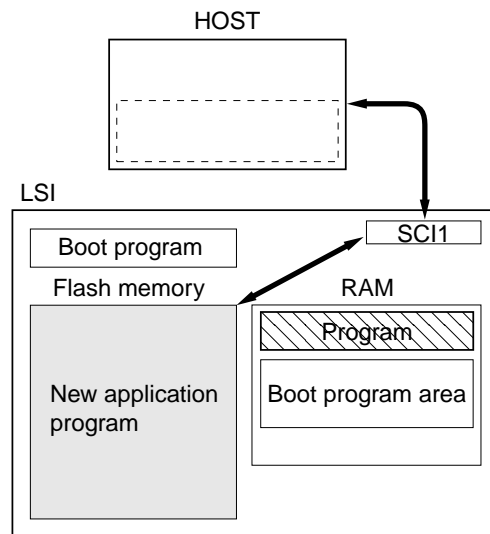 HOST
LSI
SCI1
Boot program
Flash memory
RAM
Program
New application
program
Boot program area